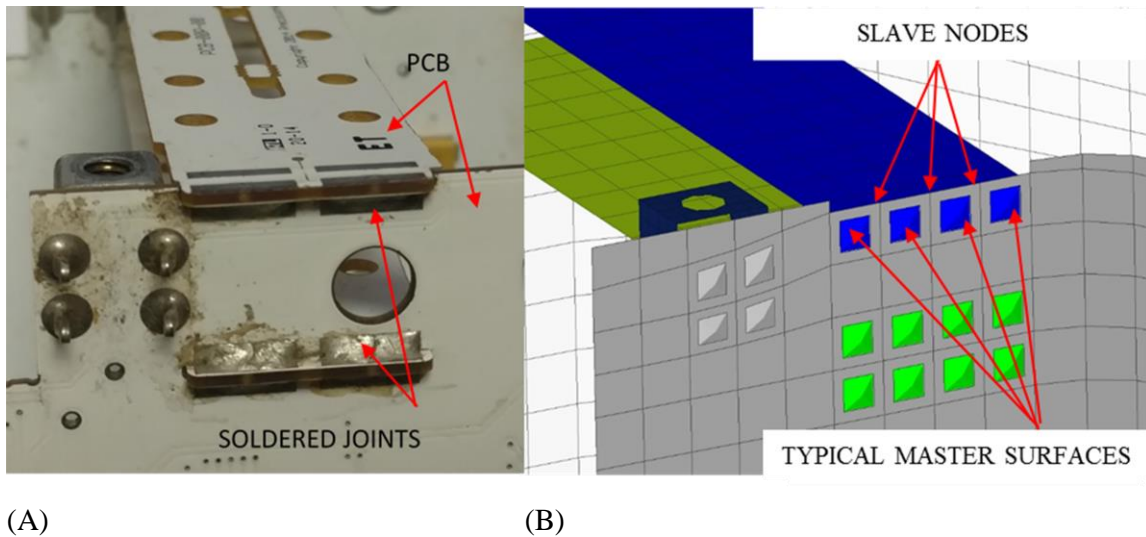 PCB
SOLDERED JOINTS
SLAVE NODES
TYPICAL MASTER SURFACES
(A)
(B)